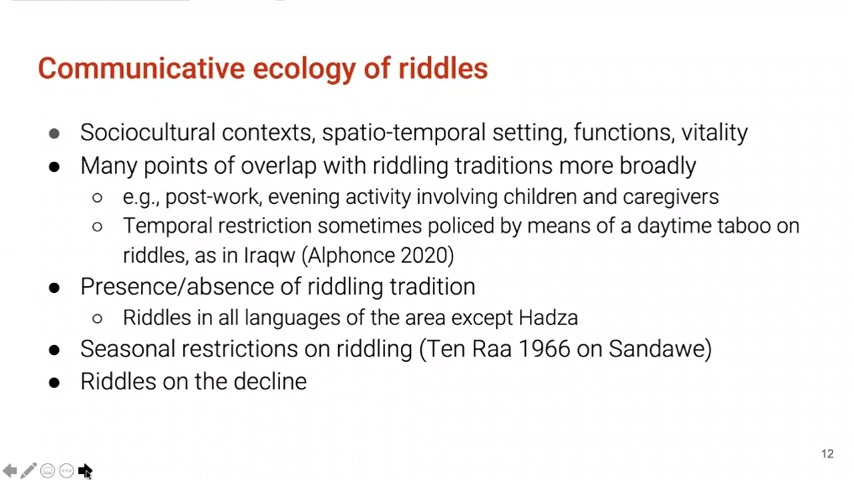 Communicative ecology of riddles
● Sociocultural contexts, spatio-temporal setting, functions, vitality
● Many points of overlap with riddling traditions more broadly
○ e.g., post-work, evening activity involving children and caregivers
○ Temporal restriction sometimes policed by means of a daytime taboo on
riddles, as in Iraqw (Alphonce 2020)
● Presence/absence of riddling tradition
○ Riddles in all languages of the area except Hadza
● Seasonal restrictions on riddling (Ten Raa 1966 on Sandawe)
● Riddles on the decline
12